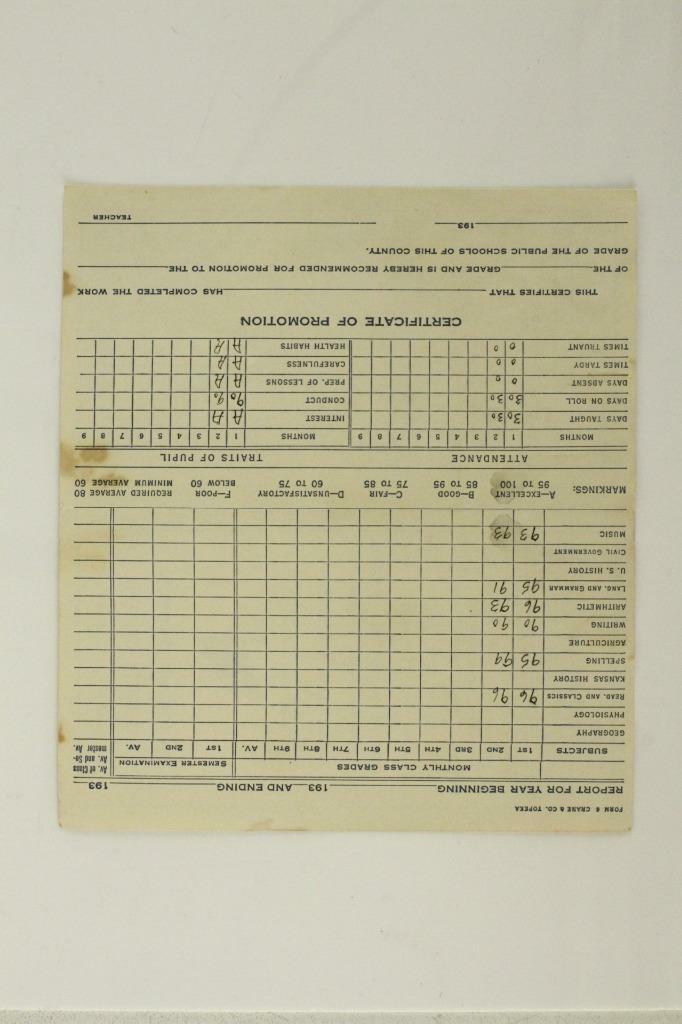 FORM 6 CRANE & CO. TOPEKA
REPORT FOR YEAR BEGINNING 193 AND ENDING 193
MONTHLY CLASS GRADES SEMESTER EXAMINATION Av. of Class Av. and Semester Av.
SUBJECTS 1ST 2ND 3RD 4TH 5TH 6TH 7TH 8TH 9TH AV. 1ST 2ND AV.
GEOGRAPHY
PHYSIOLOGY
READ. AND CLASSICS 96 96
KANSAS HISTORY
SPELLING 95 99
AGRICULTURE
WRITING 90 90
ARITHMETIC 96 93
LANG. AND GRAMMAR 95 91
U. S. HISTORY
CIVIL GOVERNMENT
MUSIC 93 93
MARKINGS: A—EXCELLENT 95 TO 100 B—GOOD 85 TO 95 C—FAIR 75 TO 85 D—UNSATISFACTORY 60 TO 75 F—POOR BELOW 60 REQUIRED AVERAGE 80 MINIMUM AVERAGE 60
ATTENDANCE TRAITS OF PUPIL
MONTHS 1 2 3 4 5 6 7 8 9 MONTHS 1 2 3 4 5 6 7 8 9
DAYS TAUGHT 30 30 INTEREST A A
DAYS ON ROLL 30 30 CONDUCT 90 90
DAYS ABSENT 0 0 PREP. OF LESSONS A A
TIMES TARDY 0 0 CAREFULNESS A A
TIMES TRUANT 0 0 HEALTH HABITS A A
CERTIFICATE OF PROMOTION
THIS CERTIFIES THAT HAS COMPLETED THE WORK
OF THE GRADE AND IS HEREBY RECOMMENDED FOR PROMOTION TO THE
GRADE OF THE PUBLIC SCHOOLS OF THIS COUNTY.
193 TEACHER